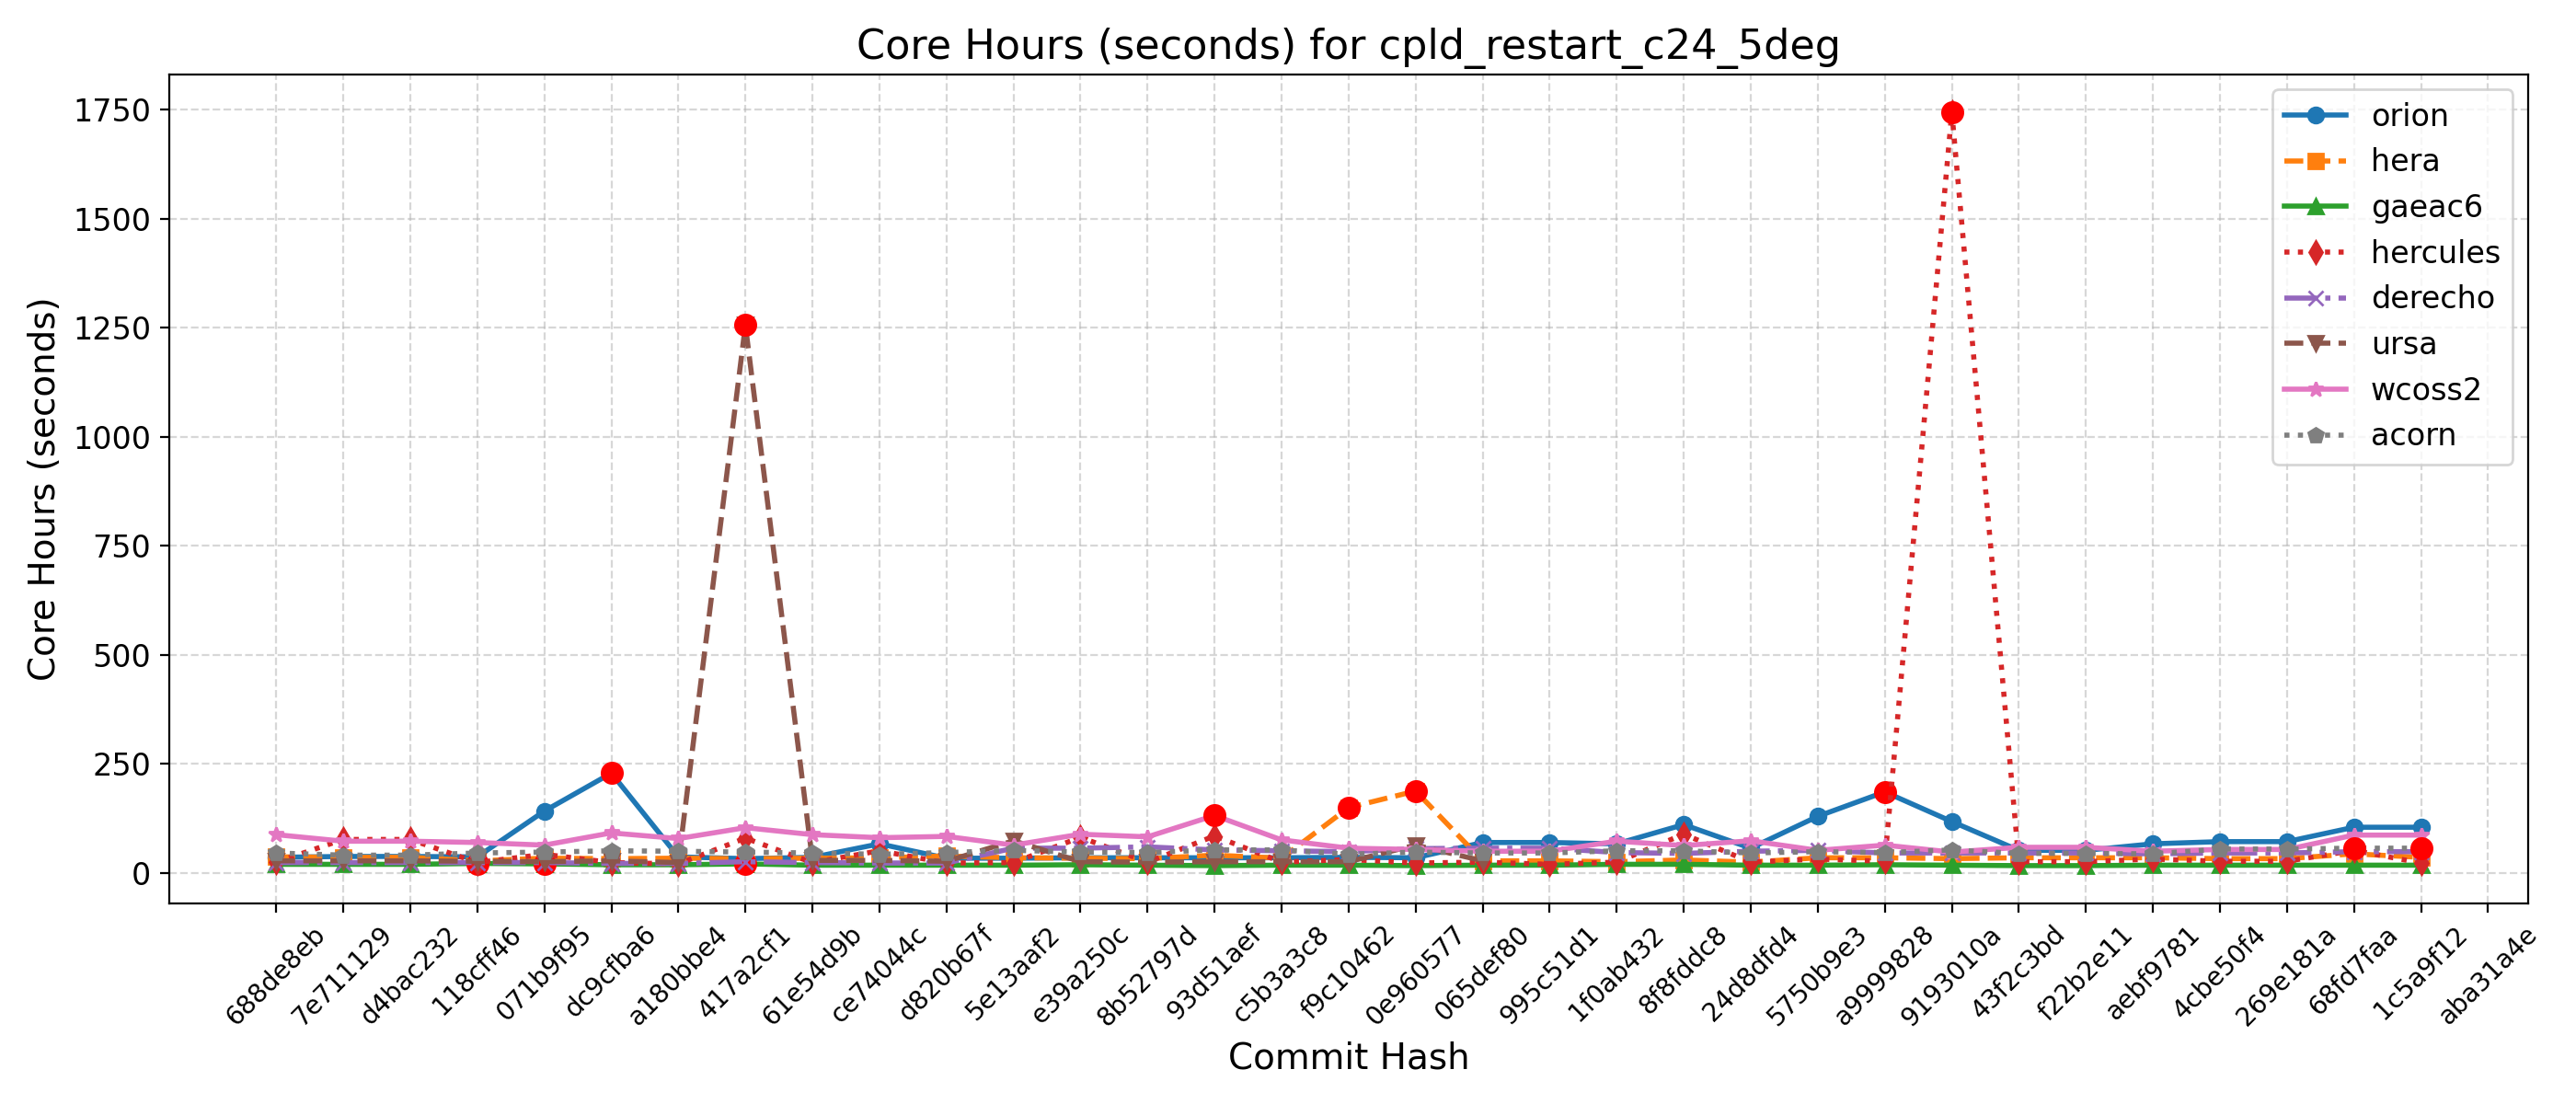 Core Hours (seconds) for cpld_restart_c24_5deg
Core Hours (seconds)
1750
1500
1250
1000
750
500
250
0
orion
hera
gaeac6
hercules
derecho
ursa
wcoss2
acorn
688de8eb
7e711129
d4bac232
118cff46
071b9f95
dc9cfba6
a180bbe4
417a2cf1
61e54d9b
ce74044c
d820b67f
5e13aaf2
e39a250c
8b52797d
93d51aef
c5b3a3c8
f9c10462
0e960577
065def80
995c51d1
1f0ab432
8f8fddc8
24d8dfd4
5750b9e3
a9999828
9193010a
43f2c3bd
f22b2e11
aebf9781
4cbe50f4
269e181a
68fd7faa
1c5a9f12
aba31a4e
Commit Hash